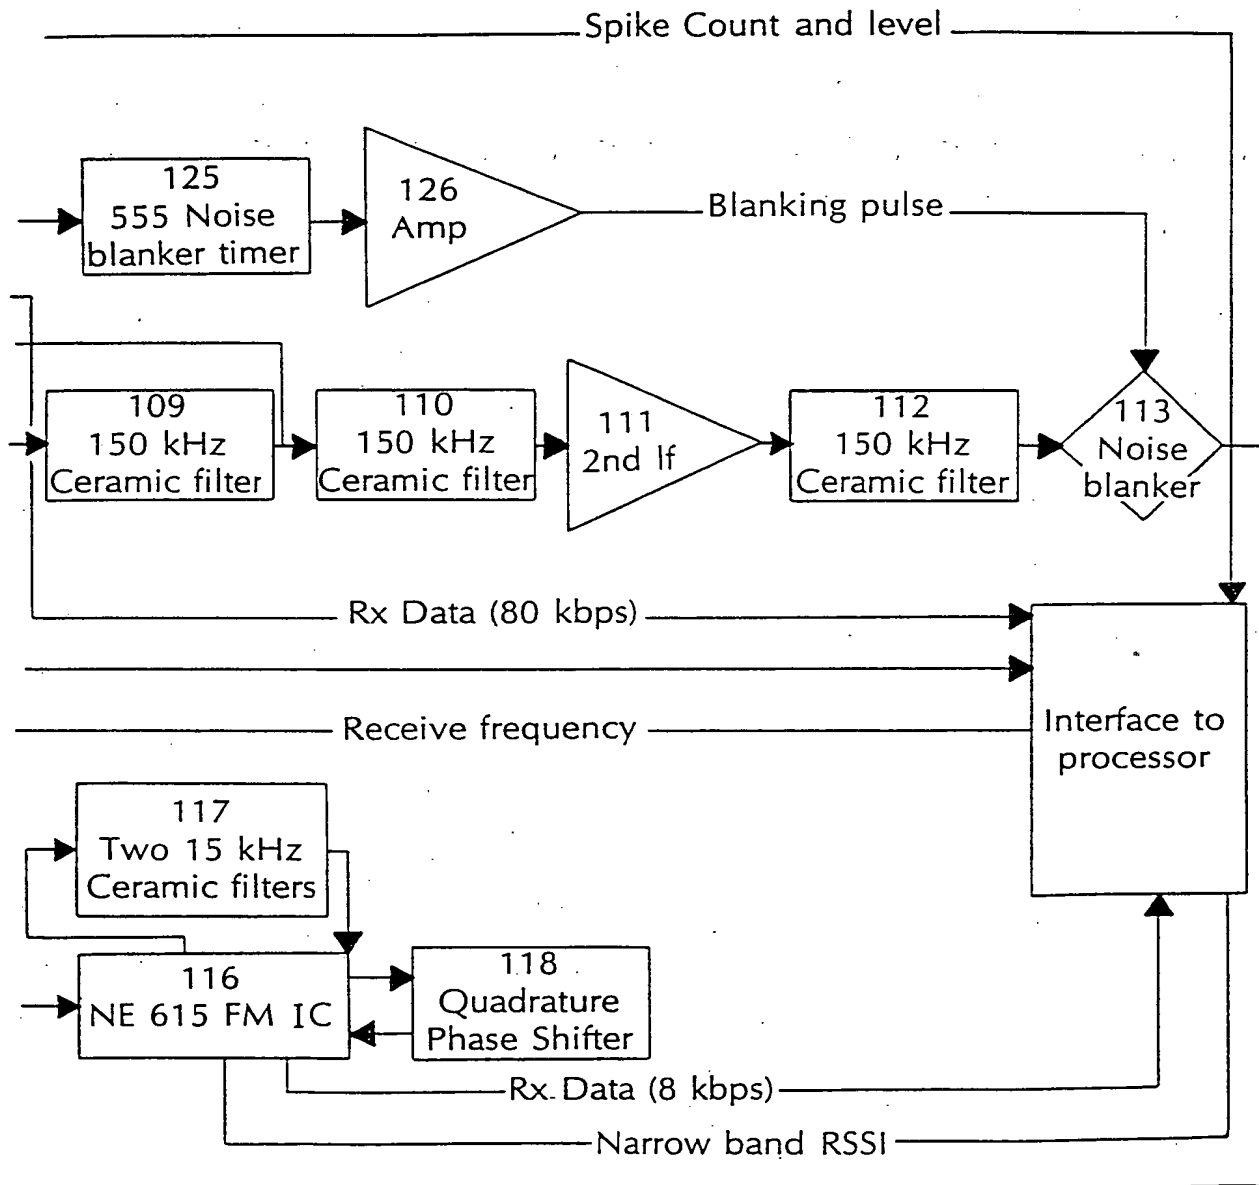 Spike Count and level
125
555 Noise
blanker timer
126
Amp
Blanking pulse
109
150 kHz
Ceramic filter
110
150 kHz
Ceramic filter
111
2nd If
112
150 kHz
Ceramic filter
113
Noise
blanker
Rx Data (80 kbps)
Receive frequency
Interface to
processor
117
Two 15 kHz
Ceramic filters
116
NE 615 FM IC
118
Quadrature
Phase Shifter
Rx Data (8 kbps)
Narrow band RSSI